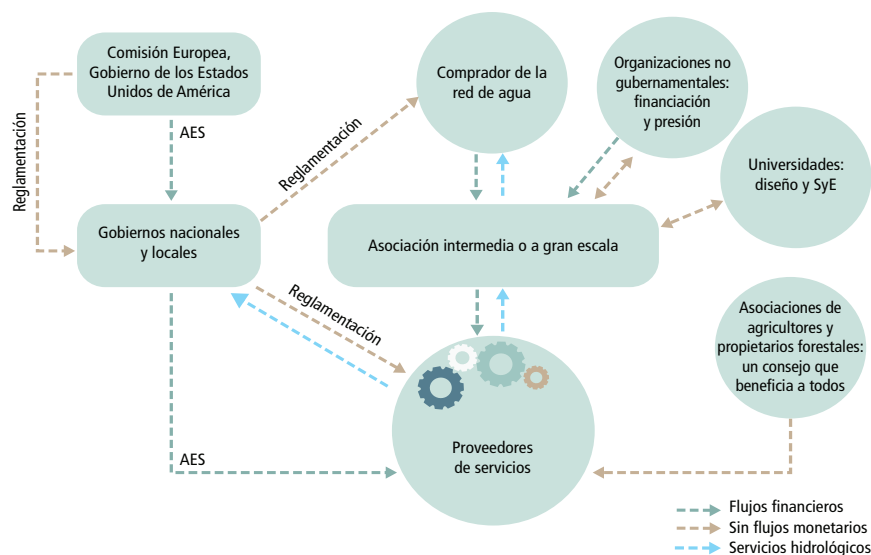 Comisión Europea,
Gobierno de los Estados
Unidos de América
Comprador de la
red de agua
Organizaciones no
gubernamentales:
financiación
y presión
Universidades:
diseño y SyE
Reglamentación
AES
Reglamentación
Gobiernos nacionales
y locales
Asociación intermedia o a gran escala
Reglamentación
Asociaciones de
agricultores y
propietarios forestales:
un consejo que
beneficia a todos
Proveedores
de servicios
AES
Flujos financieros
Sin flujos monetarios
Servicios hidrológicos